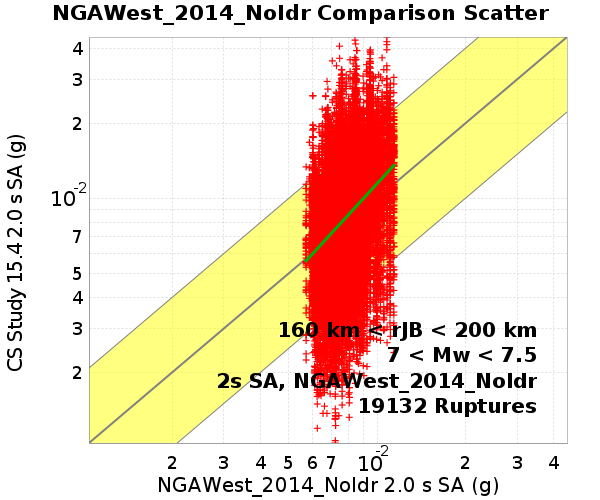 NGAWest_2014_NoIdr Comparison Scatter
CS Study 15.4 2.0 s SA (g)
4
3
2
10-2
7
5
4
3
2
160 km < rJB < 200 km
7 < Mw < 7.5
2s SA, NGAWest_2014_NoIdr
19132 Ruptures
2 3 4 5 6 7 10-2 2 3 4
NGAWest_2014_NoIdr 2.0 s SA (g)